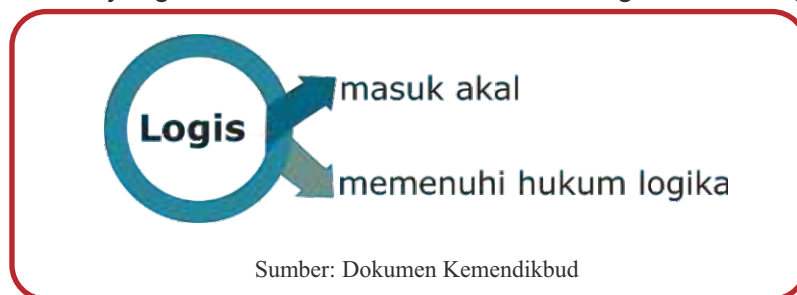 masuk akal
Logis
memenuhi hukum logika
Sumber: Dokumen Kemendikbud